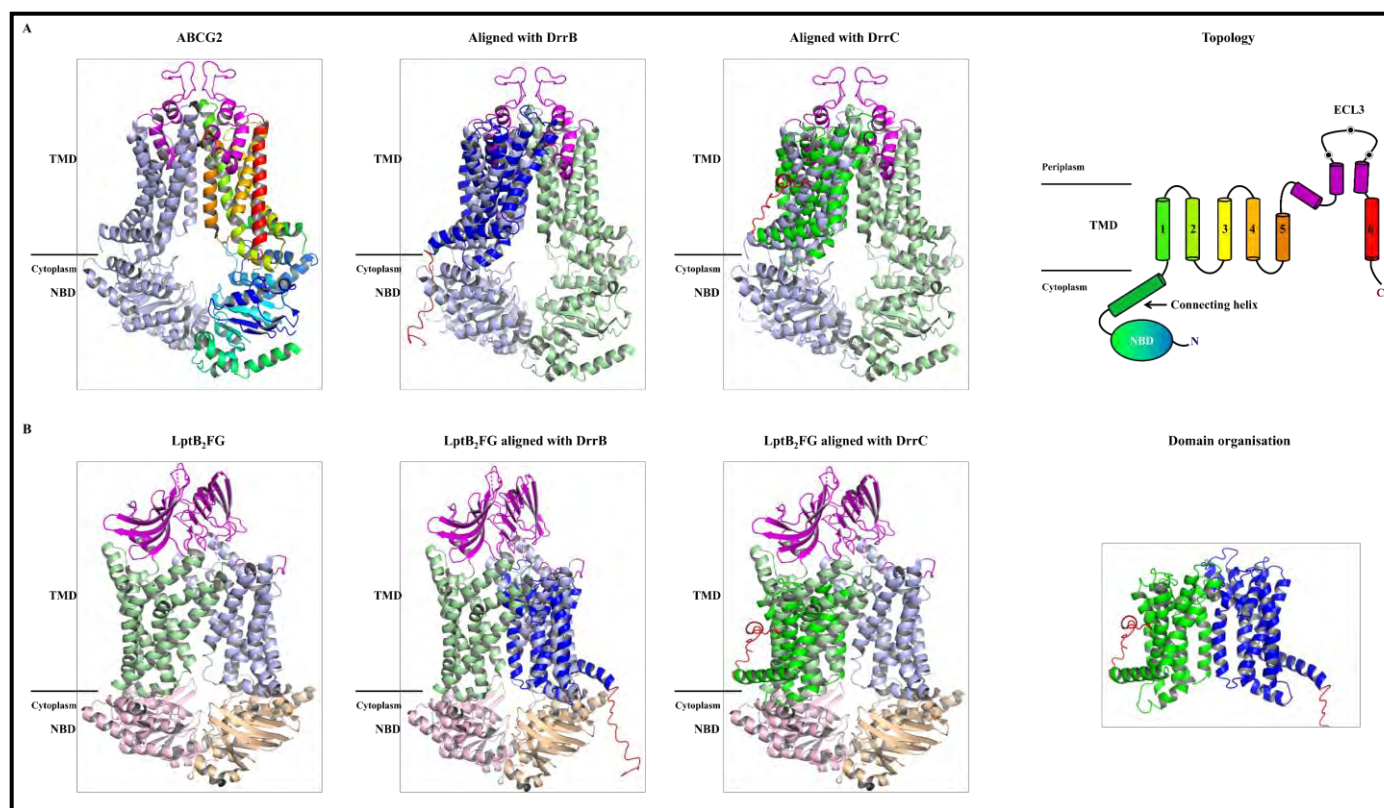 A
ABCG2
Aligned with DrrB
Aligned with DrrC
Topology
TMD
Cytoplasm
NBD
TMD
Cytoplasm
NBD
TMD
Cytoplasm
NBD
ECL3
Periplasm
TMD
Cytoplasm
1
2
3
4
5
6
C
Connecting helix
NBD
N
B
LptB₂FG
LptB₂FG aligned with DrrB
LptB₂FG aligned with DrrC
Domain organisation
TMD
Cytoplasm
NBD
TMD
Cytoplasm
NBD
TMD
Cytoplasm
NBD